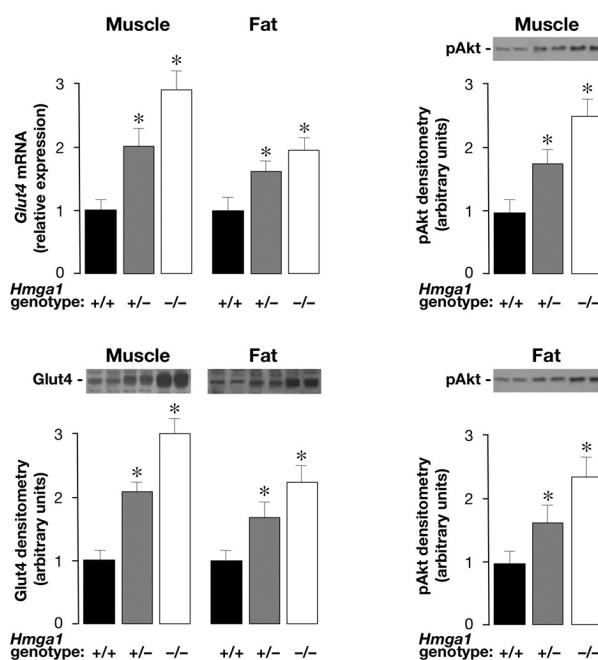 Muscle Fat
* * * * *
3
2
1
0
Glut4 mRNA
(relative expression)
Hmga1
genotype: +/+ +/− −/− +/+ +/− −/−
Muscle
pAkt -
* *
3
2
1
0
pAkt densitometry
(arbitrary units)
Hmga1
genotype: +/+ +/− −/−
Muscle Fat
Glut4 -
* * * *
3
2
1
0
Glut4 densitometry
(arbitrary units)
Hmga1
genotype: +/+ +/− −/− +/+ +/− −/−
Fat
pAkt -
* *
3
2
1
0
pAkt densitometry
(arbitrary units)
Hmga1
genotype: +/+ +/− −/−